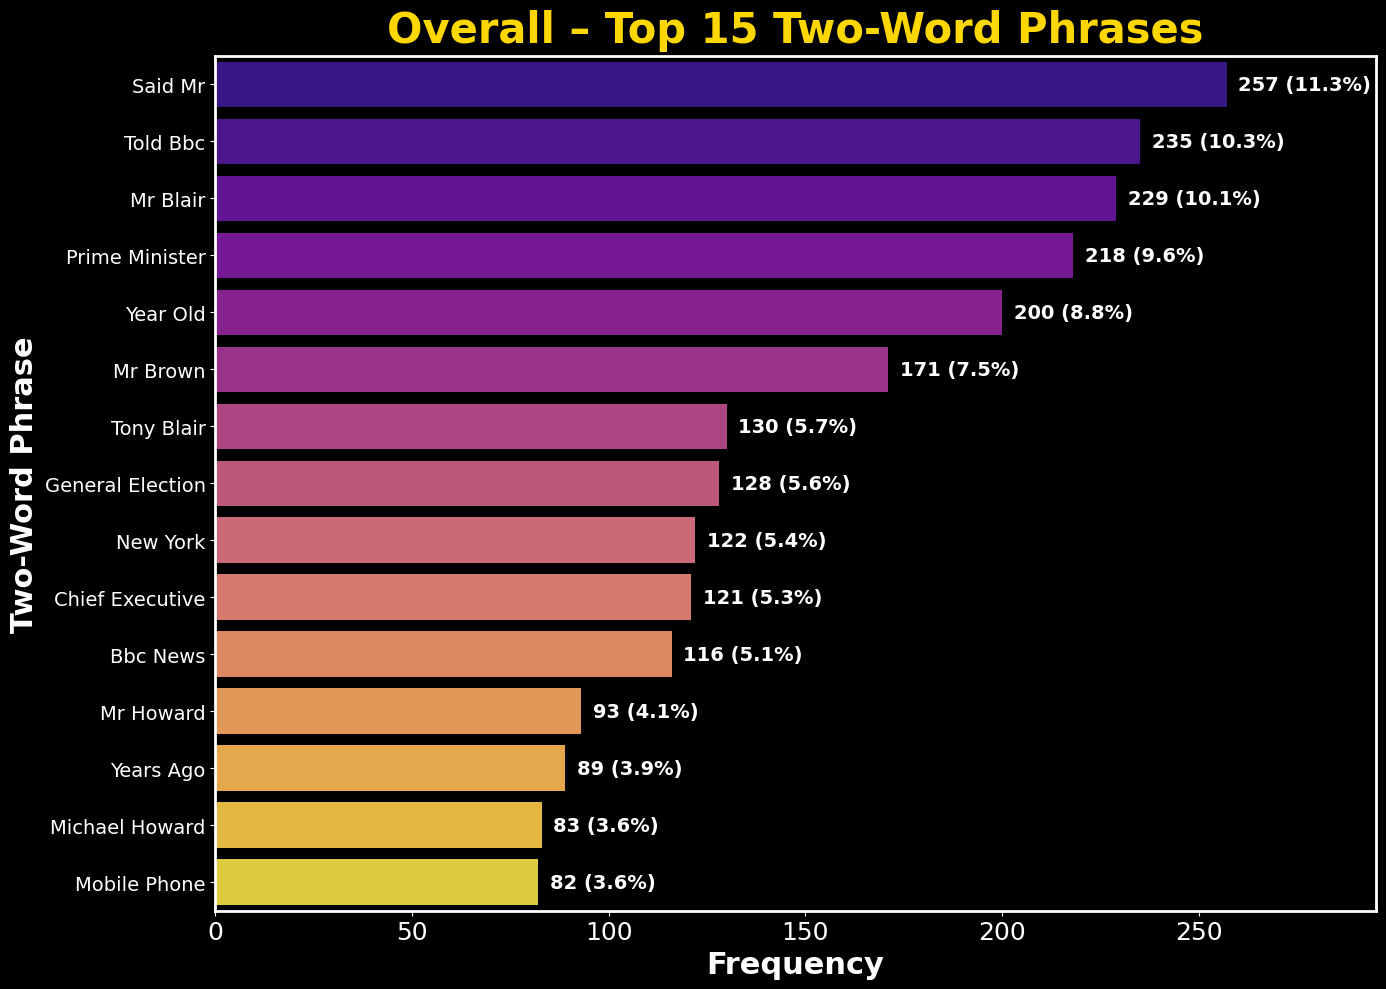 Overall – Top 15 Two-Word Phrases
Two-Word Phrase
Said Mr 257 (11.3%)
Told Bbc 235 (10.3%)
Mr Blair 229 (10.1%)
Prime Minister 218 (9.6%)
Year Old 200 (8.8%)
Mr Brown 171 (7.5%)
Tony Blair 130 (5.7%)
General Election 128 (5.6%)
New York 122 (5.4%)
Chief Executive 121 (5.3%)
Bbc News 116 (5.1%)
Mr Howard 93 (4.1%)
Years Ago 89 (3.9%)
Michael Howard 83 (3.6%)
Mobile Phone 82 (3.6%)
0 50 100 150 200 250
Frequency